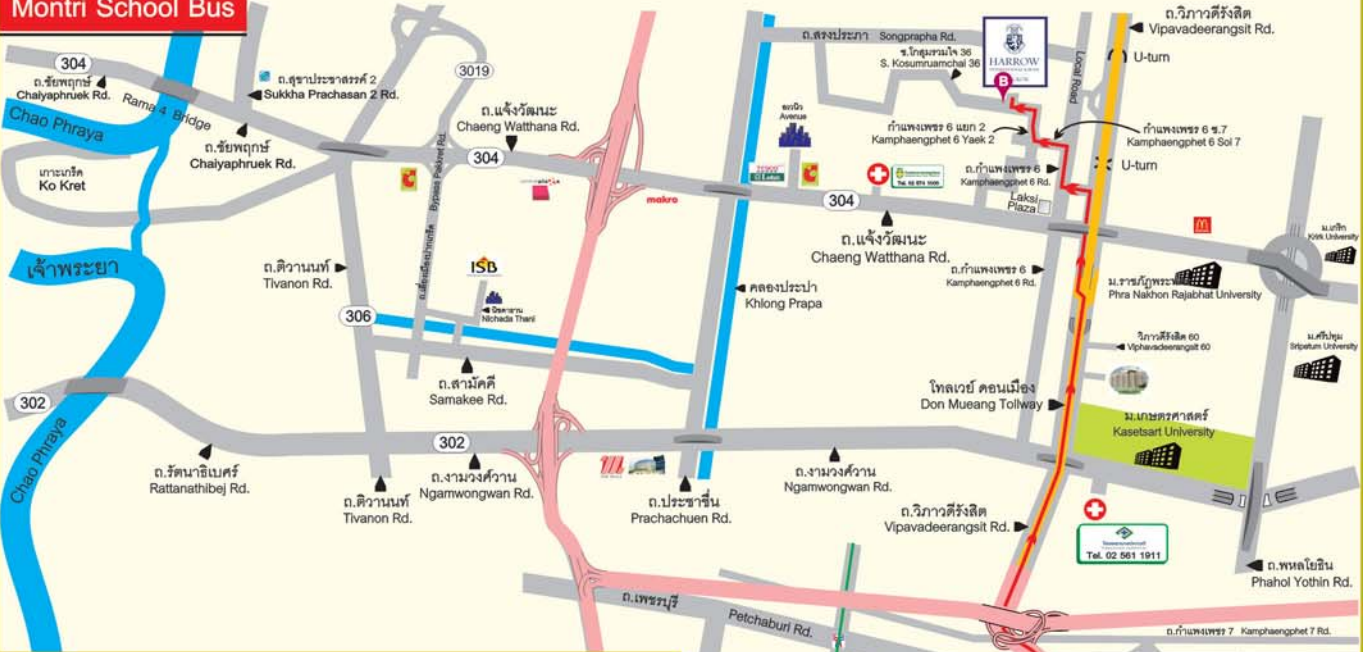 Montri School Bus
304
ถ.ชัยพฤกษ์
Chaiyaphruek Rd.
Rama 4 Bridge
Chao Phraya
เกาะเกร็ด
Ko Kret
เจ้าพระยา
ถ.สุขาประชาสรรค์ 2
Sukkha Prachasan 2 Rd.
ถ.ชัยพฤกษ์
Chaiyaphruek Rd.
3019
ถ.แจ้งวัฒนะ
Chaeng Watthana Rd.
304
Bypass Pakkret Rd.
makro
ถ.ติวานนท์
Tivanon Rd.
306
ISB
นิชดาธานี
Nichada Thani
ถ.สามัคคี
Samakee Rd.
302
Chao Phraya
ถ.รัตนาธิเบศร์
Rattanathibej Rd.
ถ.ติวานนท์
Tivanon Rd.
302
ถ.งามวงศ์วาน
Ngamwongwan Rd.
ถ.ประชาชื่น
Prachachuen Rd.
ถ.งามวงศ์วาน
Ngamwongwan Rd.
คลองประปา
Khlong Prapa
ถ.สรงประภา Songprapha Rd.
ซ.โกสุมรวมใจ 36
S. Kosumruamchai 36
HARROW
B
Avenue
TESCO
Lotus
304
ถ.แจ้งวัฒนะ
Chaeng Watthana Rd.
กำแพงเพชร 6 แยก 2
Kamphaengphet 6 Yaek 2
กำแพงเพชร 6 ซ.7
Kamphaengphet 6 Soi 7
ถ.กำแพงเพชร 6
Kamphaengphet 6 Rd.
Laksi
Plaza
Local Road
ถ.วิภาวดีรังสิต
Vipavadeerangsit Rd.
U-turn
U-turn
ถ.กำแพงเพชร 6
Kamphaengphet 6 Rd.
Phra Nakhon Rajabhat University
ม.เกริก
Krirk University
วิภาวดีรังสิต 60
Viphavadeerangsit 60
ม.ศรีปทุม
Sripatum University
โทลเวย์ ดอนเมือง
Don Mueang Tollway
ม.เกษตรศาสตร์
Kasetsart University
ถ.วิภาวดีรังสิต
Vipavadeerangsit Rd.
Tel. 02 561 1911
ถ.พหลโยธิน
Phahol Yothin Rd.
ถ.เพชรบุรี
Petchaburi Rd.
ถ.กำแพงเพชร 7 Kamphaengphet 7 Rd.